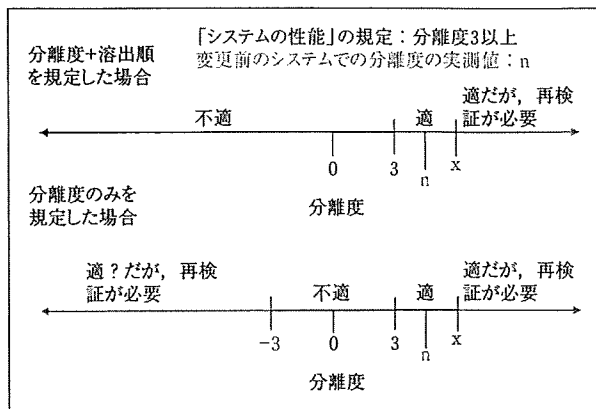 「システムの性能」の規定：分離度3以上
変更前のシステムでの分離度の実測値：n
分離度+溶出順
を規定した場合
不適
適
適だが，再検
証が必要
0
3
n
x
分離度
分離度のみを
規定した場合
適？だが，再検
証が必要
不適
適
適だが，再検
証が必要
−3
0
3
n
x
分離度